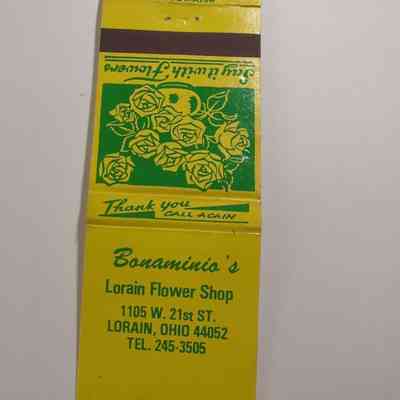 Say it with Flowers
Thank you
CALL AGAIN
Bonaminio's
Lorain Flower Shop
1105 W. 21st ST.
LORAIN, OHIO 44052
TEL. 245-3505